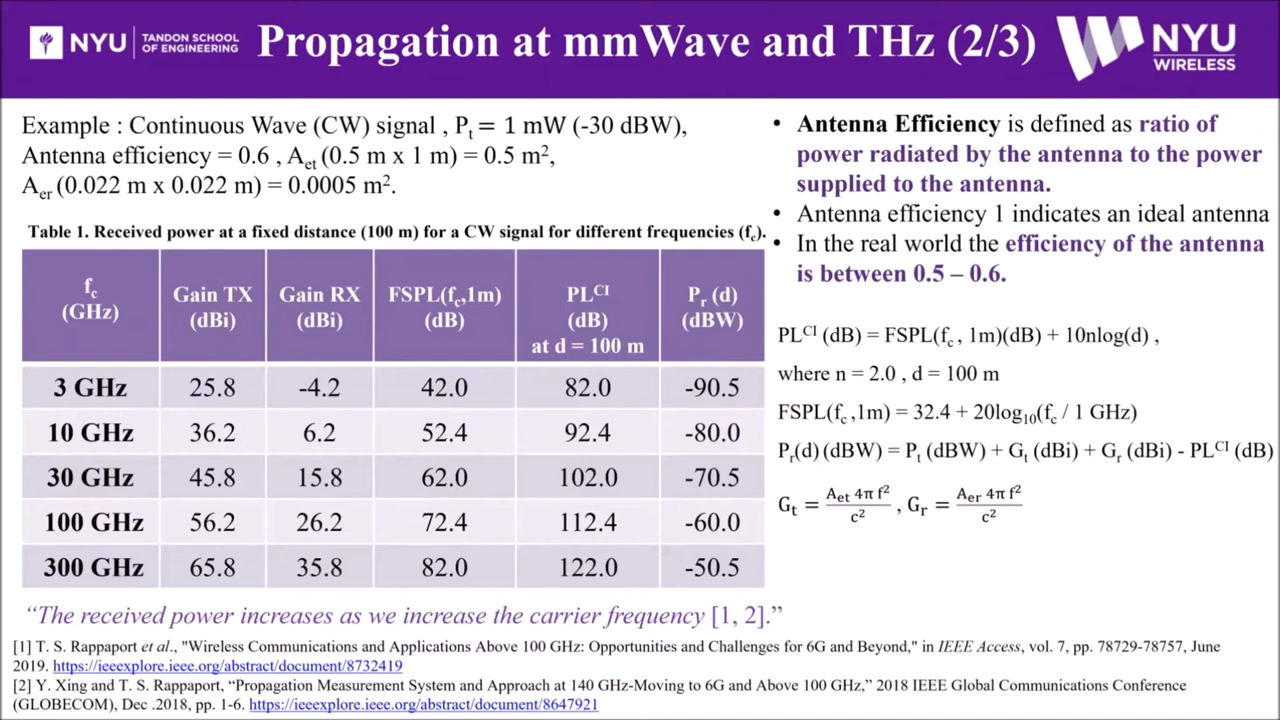 NYU TANDON SCHOOL OF ENGINEERING
Propagation at mmWave and THz (2/3)
NYU WIRELESS
Example : Continuous Wave (CW) signal , Pt = 1 mW (-30 dBW),
Antenna efficiency = 0.6 , Aet (0.5 m x 1 m) = 0.5 m²,
Aer (0.022 m x 0.022 m) = 0.0005 m².
Table 1. Received power at a fixed distance (100 m) for a CW signal for different frequencies (fc).
fc (GHz) Gain TX (dBi) Gain RX (dBi) FSPL(fc,1m) (dB) PL^CI (dB) at d = 100 m Pr (d) (dBW)
3 GHz 25.8 -4.2 42.0 82.0 -90.5
10 GHz 36.2 6.2 52.4 92.4 -80.0
30 GHz 45.8 15.8 62.0 102.0 -70.5
100 GHz 56.2 26.2 72.4 112.4 -60.0
300 GHz 65.8 35.8 82.0 122.0 -50.5
"The received power increases as we increase the carrier frequency [1, 2]."
• Antenna Efficiency is defined as ratio of
power radiated by the antenna to the power
supplied to the antenna.
• Antenna efficiency 1 indicates an ideal antenna
• In the real world the efficiency of the antenna
is between 0.5 – 0.6.
PL^CI (dB) = FSPL(fc , 1m)(dB) + 10nlog(d) ,
where n = 2.0 , d = 100 m
FSPL(fc ,1m) = 32.4 + 20log10(fc / 1 GHz)
Pr(d) (dBW) = Pt (dBW) + Gt (dBi) + Gr (dBi) - PL^CI (dB)
Gt = Aet 4π f² / c² , Gr = Aer 4π f² / c²
[1] T. S. Rappaport et al., "Wireless Communications and Applications Above 100 GHz: Opportunities and Challenges for 6G and Beyond," in IEEE Access, vol. 7, pp. 78729-78757, June
2019. https://ieeexplore.ieee.org/abstract/document/8732419
[2] Y. Xing and T. S. Rappaport, “Propagation Measurement System and Approach at 140 GHz-Moving to 6G and Above 100 GHz,” 2018 IEEE Global Communications Conference
(GLOBECOM), Dec .2018, pp. 1-6. https://ieeexplore.ieee.org/abstract/document/8647921